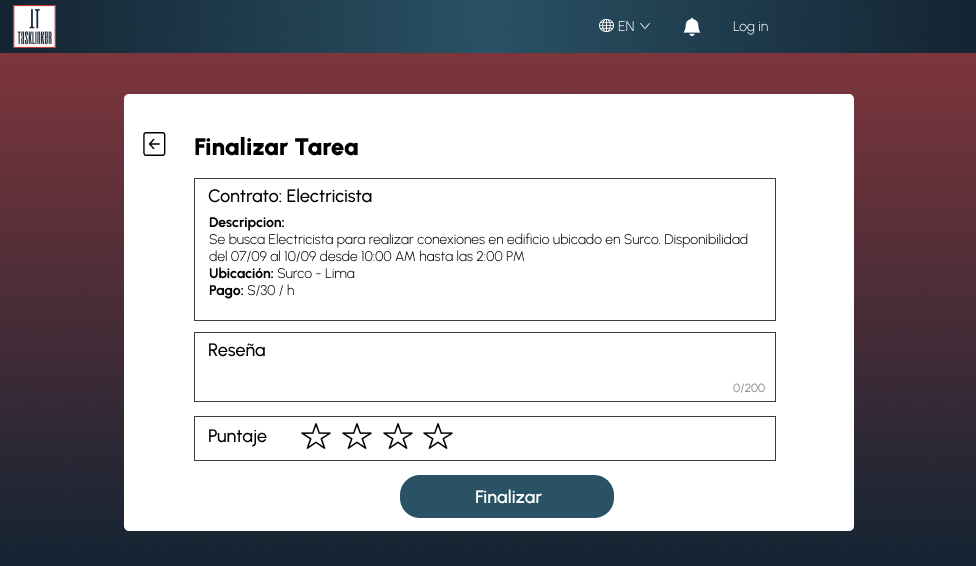 IT
TASKLINKER
EN
Log in
Finalizar Tarea
Contrato: Electricista
Descripcion:
Se busca Electricista para realizar conexiones en edificio ubicado en Surco. Disponibilidad
del 07/09 al 10/09 desde 10:00 AM hasta las 2:00 PM
Ubicación: Surco - Lima
Pago: S/30 / h
Reseña
0/200
Puntaje
Finalizar